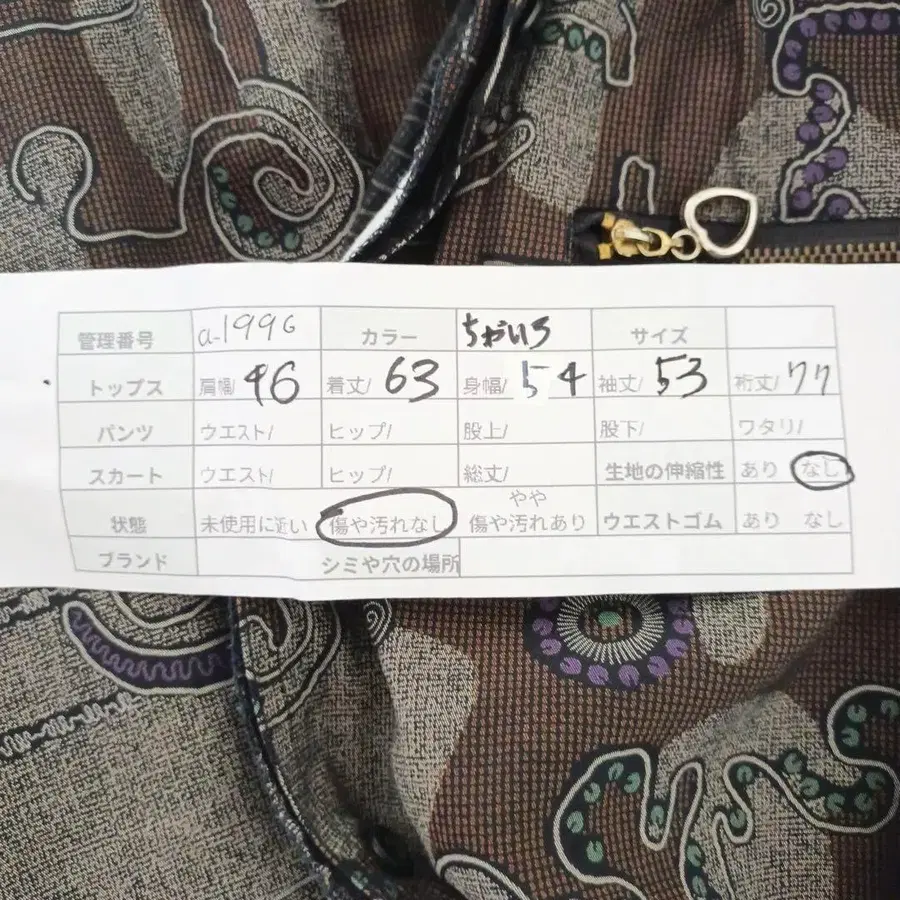 管理番号 a-1996 カラー ちゃいろ サイズ
トップス 肩幅/ 46 着丈/ 63 身幅/ 54 袖丈/ 53 裄丈/ 77
パンツ ウエスト/ ヒップ/ 股上/ 股下/ ワタリ/
スカート ウエスト/ ヒップ/ 総丈/ 生地の伸縮性 あり なし
状態 未使用に近い 傷や汚れなし やや傷や汚れあり ウエストゴム あり なし
ブランド シミや穴の場所